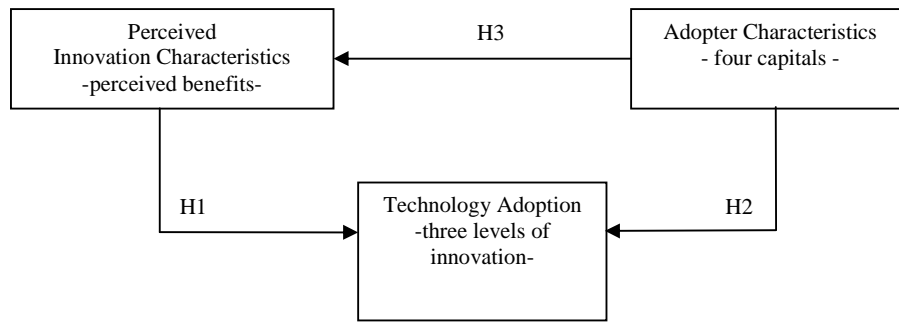 Perceived
Innovation Characteristics
-perceived benefits-
H3
Adopter Characteristics
- four capitals -
H1
Technology Adoption
-three levels of
innovation-
H2